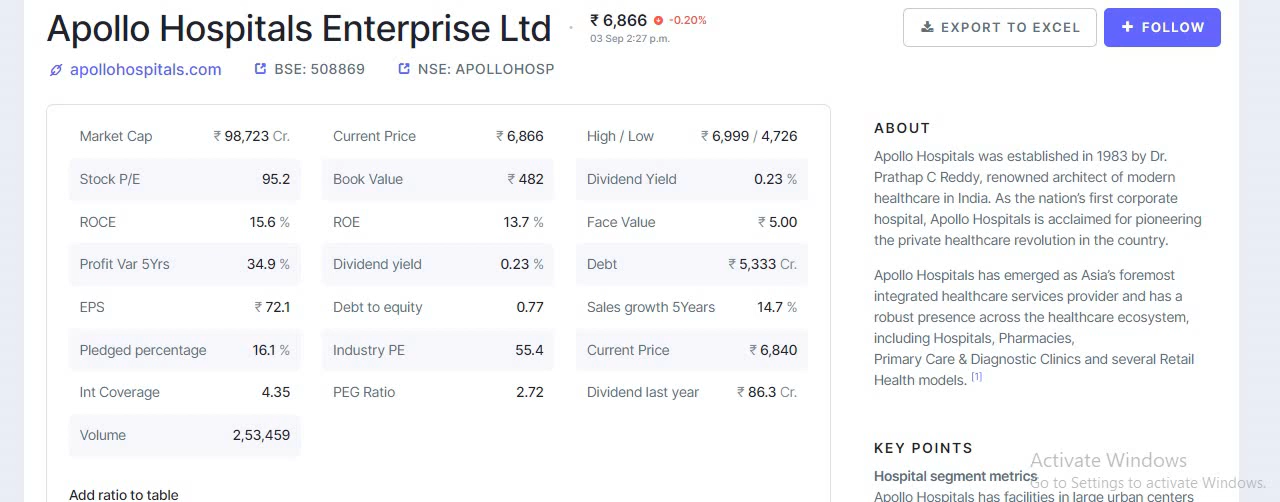 Apollo Hospitals Enterprise Ltd · ₹ 6,866 -0.20%
03 Sep 2:27 p.m.
EXPORT TO EXCEL
FOLLOW
apollohospitals.com BSE: 508869 NSE: APOLLOHOSP
Market Cap ₹ 98,723 Cr. Current Price ₹ 6,866 High / Low ₹ 6,999 / 4,726
Stock P/E 95.2 Book Value ₹ 482 Dividend Yield 0.23 %
ROCE 15.6 % ROE 13.7 % Face Value ₹ 5.00
Profit Var 5Yrs 34.9 % Dividend yield 0.23 % Debt ₹ 5,333 Cr.
EPS ₹ 72.1 Debt to equity 0.77 Sales growth 5Years 14.7 %
Pledged percentage 16.1 % Industry PE 55.4 Current Price ₹ 6,840
Int Coverage 4.35 PEG Ratio 2.72 Dividend last year ₹ 86.3 Cr.
Volume 2,53,459
Add ratio to table
ABOUT
Apollo Hospitals was established in 1983 by Dr.
Prathap C Reddy, renowned architect of modern
healthcare in India. As the nation's first corporate
hospital, Apollo Hospitals is acclaimed for pioneering
the private healthcare revolution in the country.
Apollo Hospitals has emerged as Asia's foremost
integrated healthcare services provider and has a
robust presence across the healthcare ecosystem,
including Hospitals, Pharmacies,
Primary Care & Diagnostic Clinics and several Retail
Health models. [1]
KEY POINTS
Hospital segment metrics
Apollo Hospitals has facilities in large urban centers
Activate Windows
Go to Settings to activate Windows.